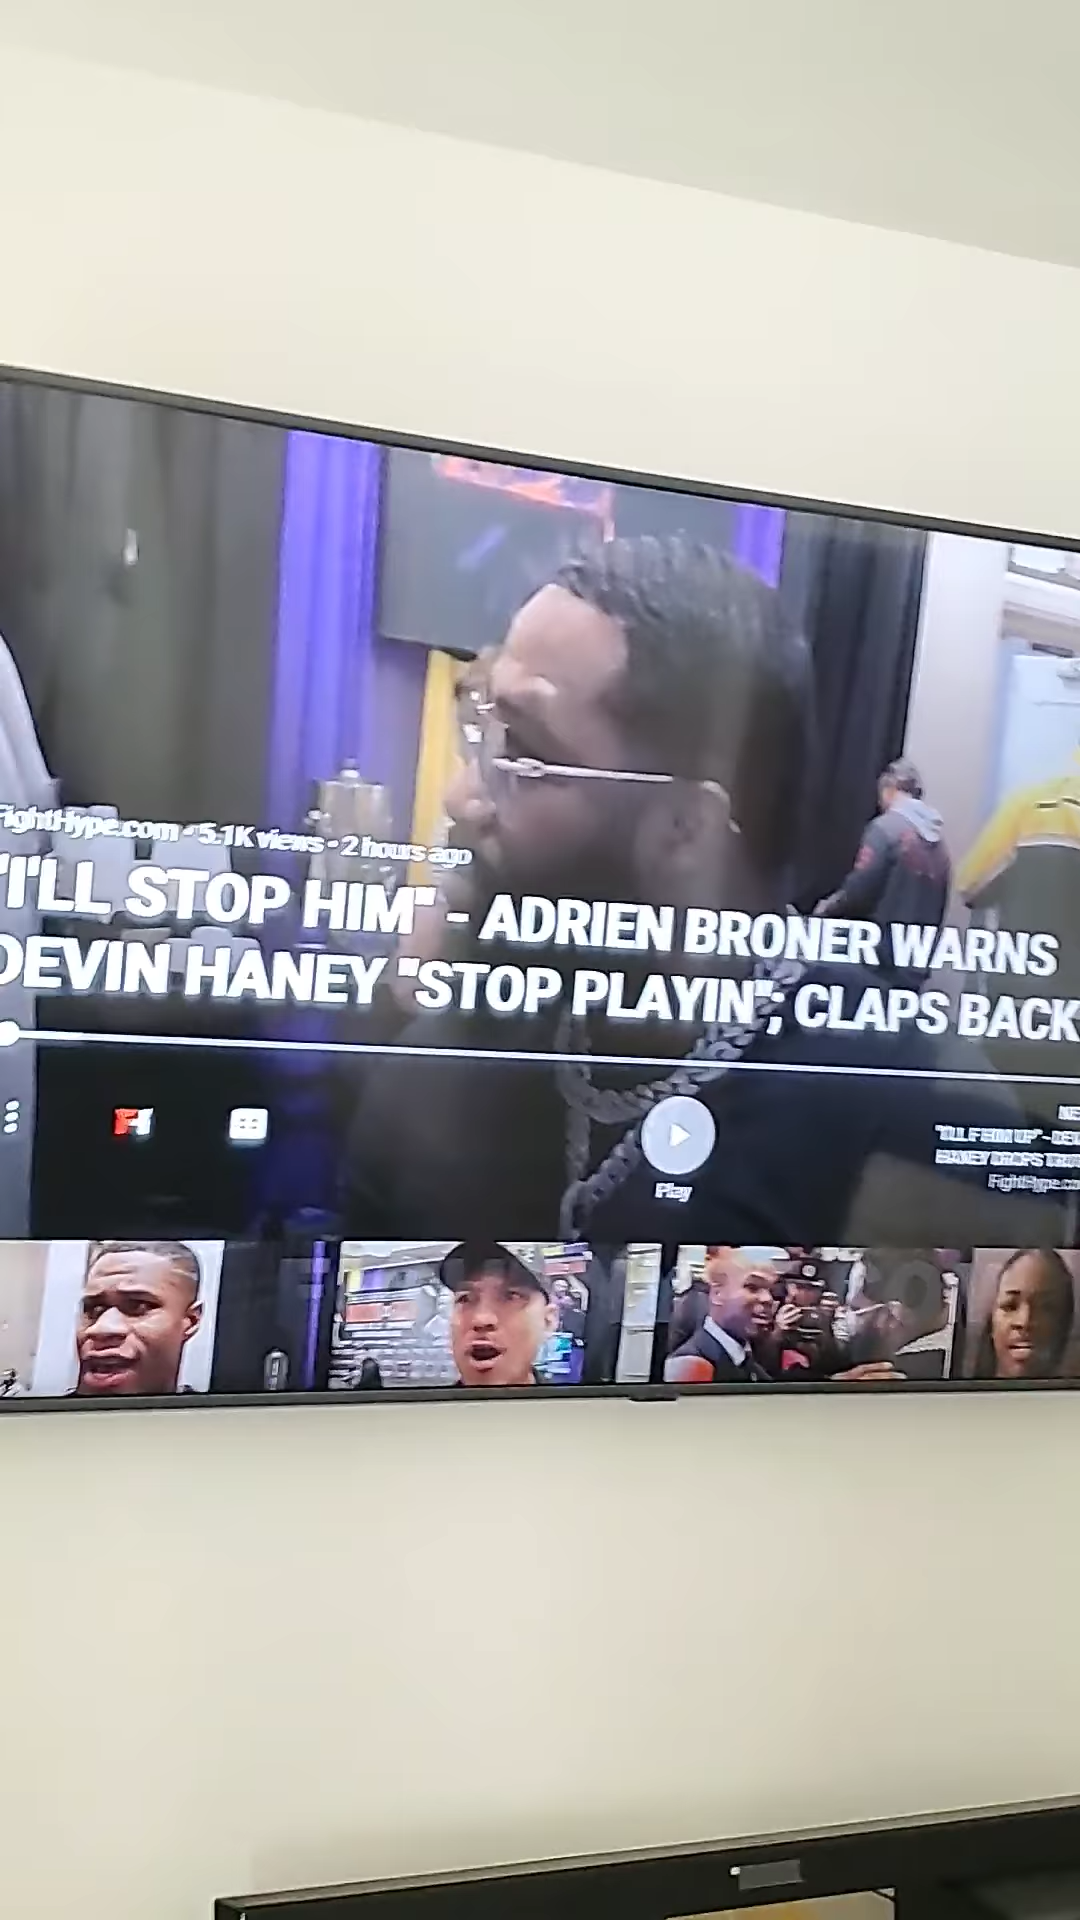 FightHype.com • 5.1K views • 2 hours ago
"I'LL STOP HIM" - ADRIEN BRONER WARNS
DEVIN HANEY "STOP PLAYIN"; CLAPS BACK
Play
FightHype.co